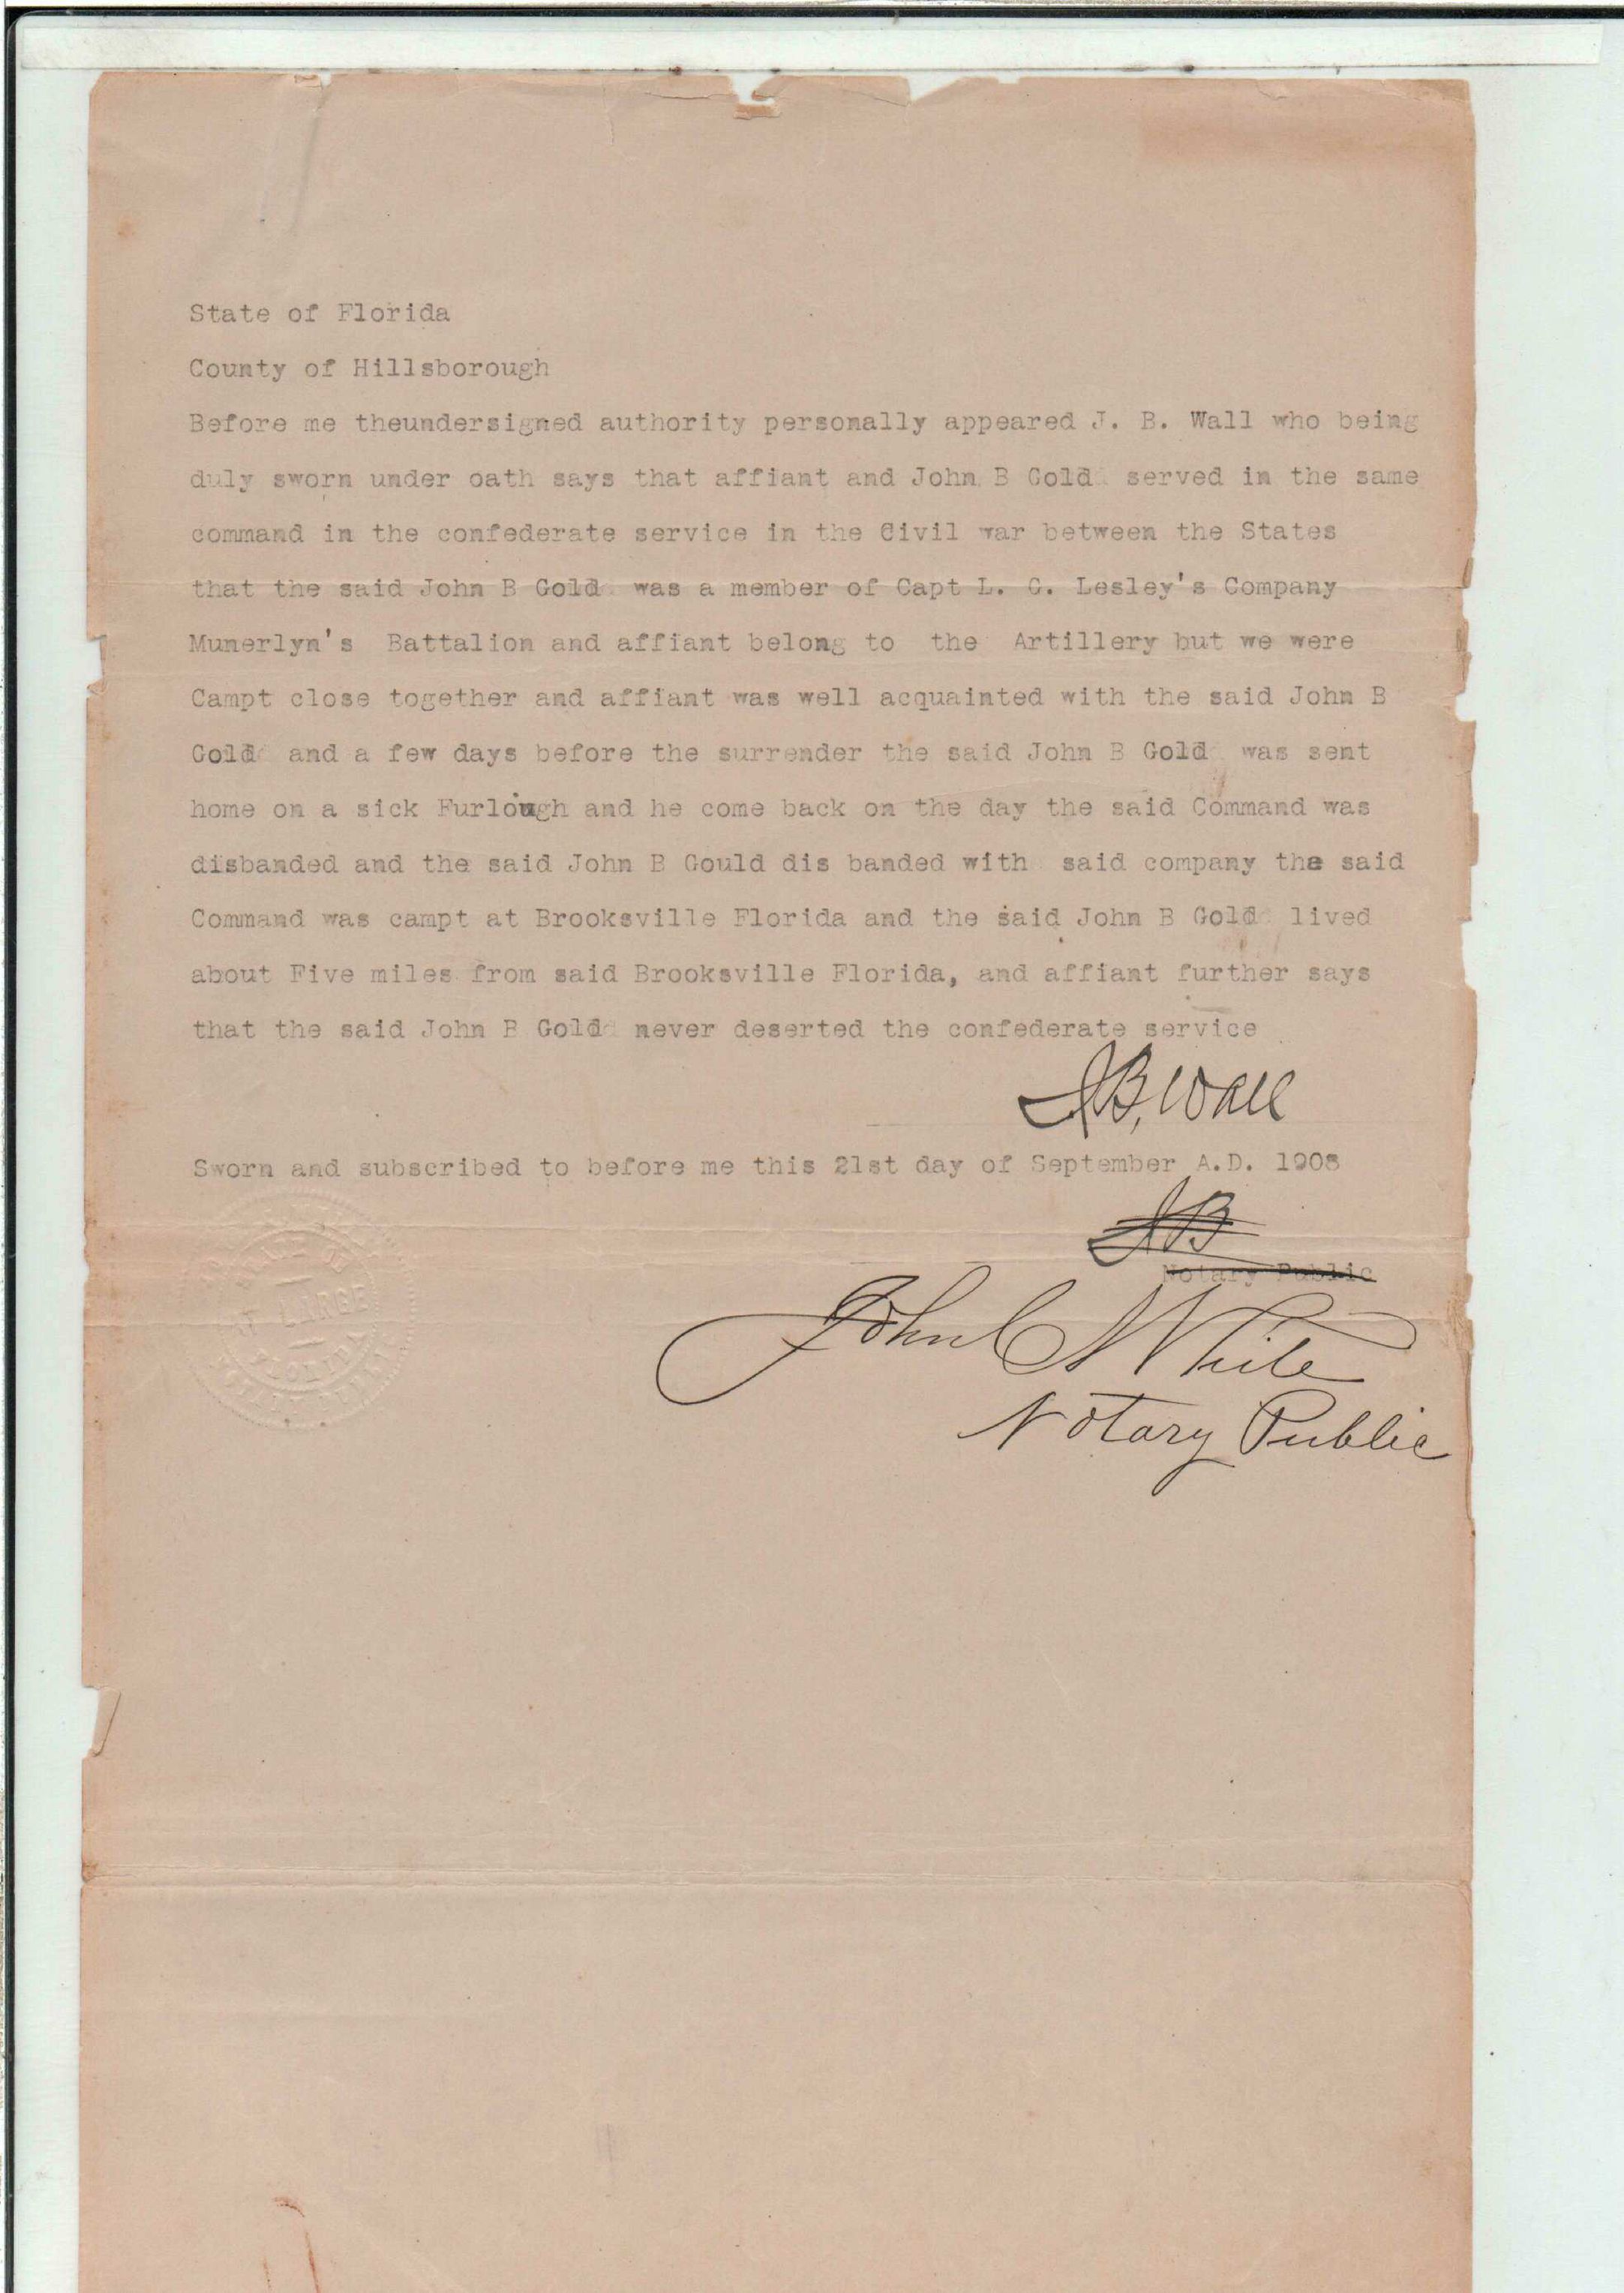 State of Florida
County of Hillsborough
Before me theundersigned authority personally appeared J. B. Wall who being
duly sworn under oath says that affiant and John B Gold served in the same
command in the confederate service in the Civil war between the States
that the said John B Gold was a member of Capt L. G. Lesley's Company
Munerlyn's Battalion and affiant belong to the Artillery but we were
Campt close together and affiant was well acquainted with the said John B
Gold and a few days before the surrender the said John B Gold was sent
home on a sick Furlough and he come back on the day the said Command was
disbanded and the said John B Gould dis banded with said company the said
Command was campt at Brooksville Florida and the said John B Gold lived
about Five miles from said Brooksville Florida, and affiant further says
that the said John B Gold never deserted the confederate service
J B, Wall
Sworn and subscribed to before me this 21st day of September A.D. 1908
J B
Notary Public
John C White
Notary Public
LARGE
FLORIDA